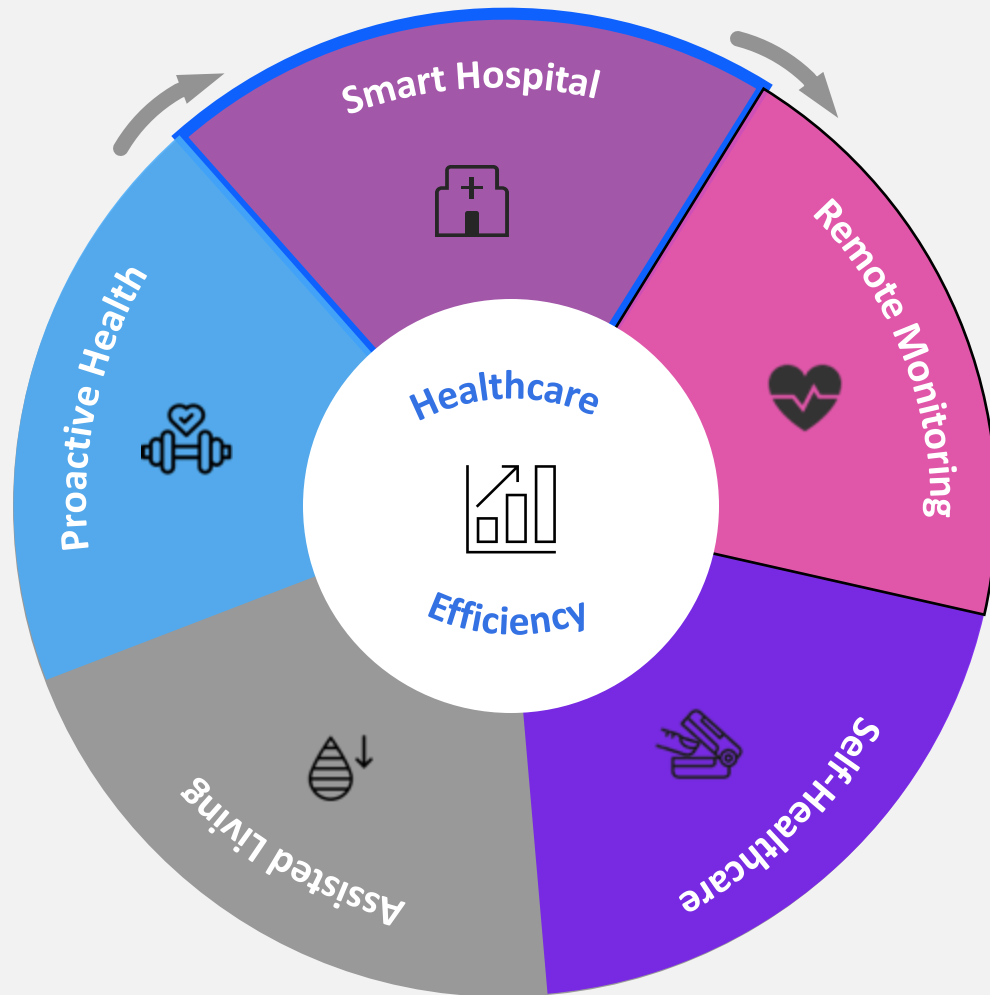 Smart Hospital
Remote Monitoring
Self-Healthcare
Assisted Living
Proactive Health
Healthcare
Efficiency